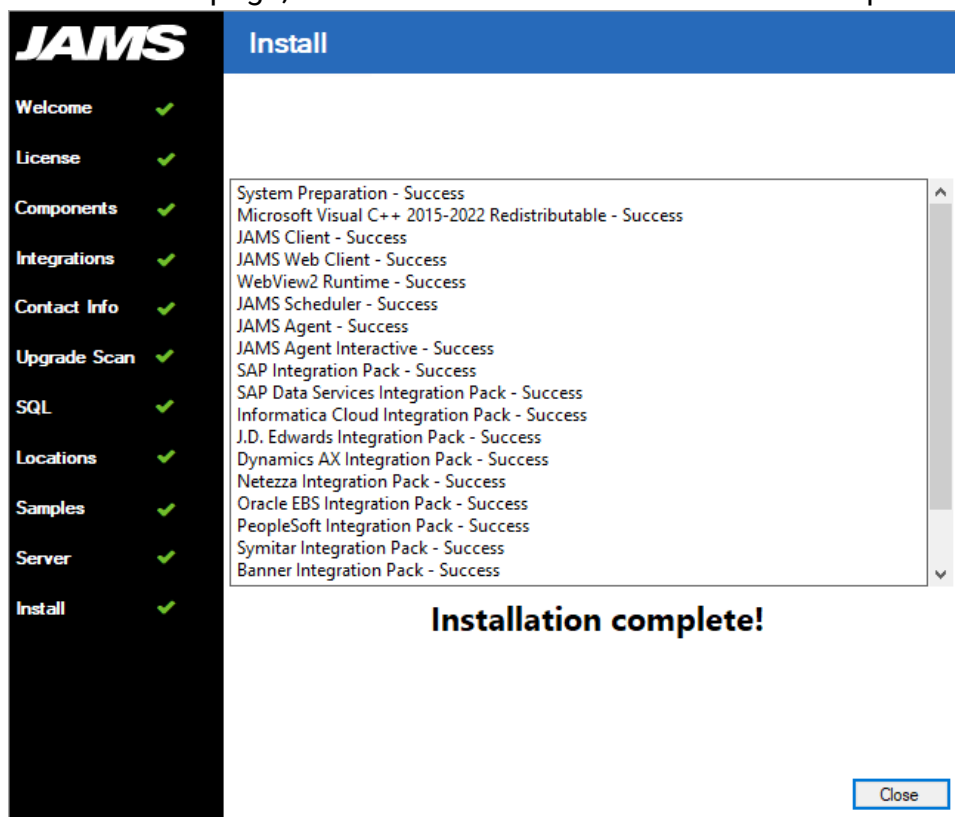 JAMS
Install
Welcome
License
Components
Integrations
Contact Info
Upgrade Scan
SQL
Locations
Samples
Server
Install
System Preparation - Success
Microsoft Visual C++ 2015-2022 Redistributable - Success
JAMS Client - Success
JAMS Web Client - Success
WebView2 Runtime - Success
JAMS Scheduler - Success
JAMS Agent - Success
JAMS Agent Interactive - Success
SAP Integration Pack - Success
SAP Data Services Integration Pack - Success
Informatica Cloud Integration Pack - Success
J.D. Edwards Integration Pack - Success
Dynamics AX Integration Pack - Success
Netezza Integration Pack - Success
Oracle EBS Integration Pack - Success
PeopleSoft Integration Pack - Success
Symitar Integration Pack - Success
Banner Integration Pack - Success
Installation complete!
Close